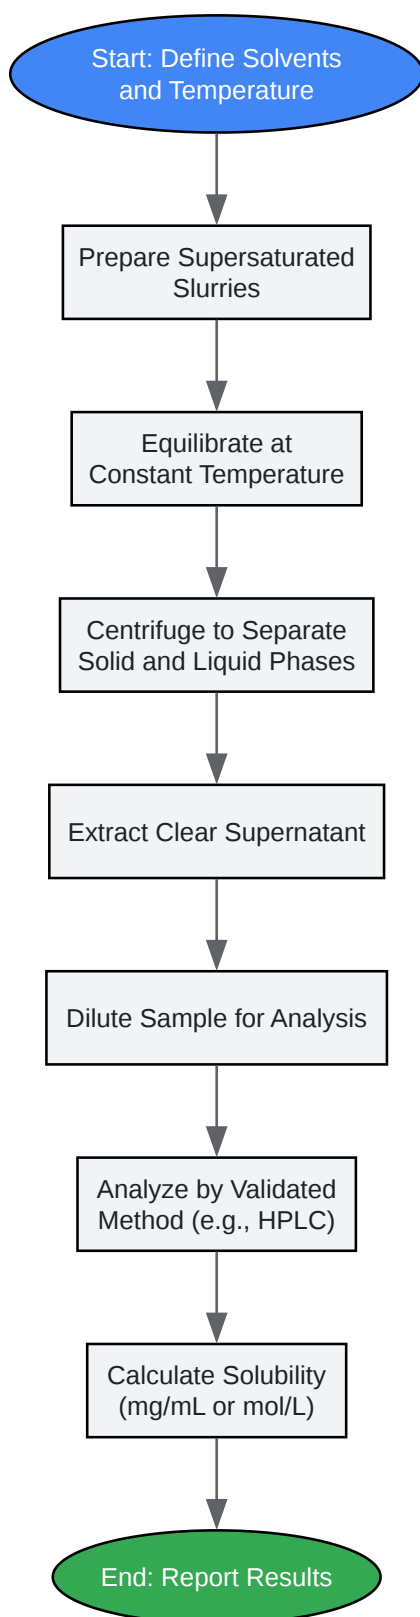 Start: Define Solvents
and Temperature
Prepare Supersaturated
Slurries
Equilibrate at
Constant Temperature
Centrifuge to Separate
Solid and Liquid Phases
Extract Clear Supernatant
Dilute Sample for Analysis
Analyze by Validated
Method (e.g., HPLC)
Calculate Solubility
(mg/mL or mol/L)
End: Report Results